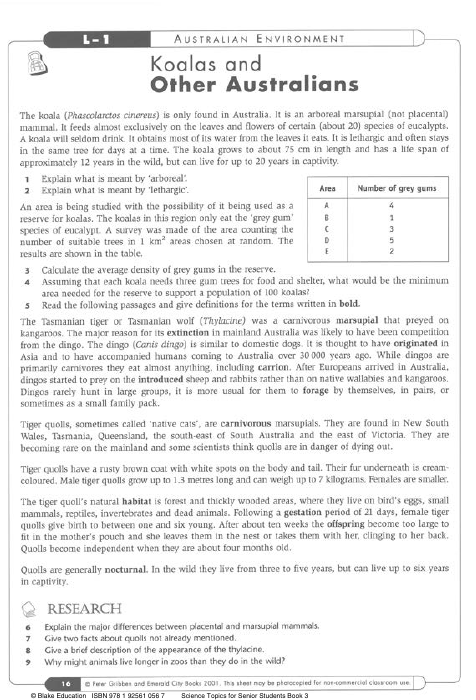 L-1
AUSTRALIAN ENVIRONMENT
Koalas and
Other Australians
The koala (Phascolarctos cinereus) is only found in Australia. It is an arboreal marsupial (not placental)
mammal. It feeds almost exclusively on the leaves and flowers of certain (about 20) species of eucalypts.
A koala will seldom drink. It obtains most of its water from the leaves it eats. It is lethargic and often stays
in the same tree for days at a time. The koala grows to about 75 cm in length and has a life span of
approximately 12 years in the wild, but can live for up to 20 years in captivity.
1 Explain what is meant by 'arboreal'.
2 Explain what is meant by 'lethargic'.
An area is being studied with the possibility of it being used as a
reserve for koalas. The koalas in this region only eat the 'grey gum'
species of eucalypt. A survey was made of the area counting the
number of suitable trees in 1 km² areas chosen at random. The
results are shown in the table.
Area Number of grey gums
A 4
B 1
C 3
D 5
E 2
3 Calculate the average density of grey gums in the reserve.
4 Assuming that each koala needs three gum trees for food and shelter, what would be the minimum
area needed for the reserve to support a population of 100 koalas?
5 Read the following passages and give definitions for the terms written in bold.
The Tasmanian tiger or Tasmanian wolf (Thylacine) was a carnivorous marsupial that preyed on
kangaroos. The major reason for its extinction in mainland Australia was likely to have been competition
from the dingo. The dingo (Canis dingo) is similar to domestic dogs. It is thought to have originated in
Asia and to have accompanied humans coming to Australia over 30 000 years ago. While dingos are
primarily carnivores they eat almost anything, including carrion. After Europeans arrived in Australia,
dingos started to prey on the introduced sheep and rabbits rather than on native wallabies and kangaroos.
Dingos rarely hunt in large groups, it is more usual for them to forage by themselves, in pairs, or
sometimes as a small family pack.
Tiger quolls, sometimes called 'native cats', are carnivorous marsupials. They are found in New South
Wales, Tasmania, Queensland, the south-east of South Australia and the east of Victoria. They are
becoming rare on the mainland and some scientists think quolls are in danger of dying out.
Tiger quolls have a rusty brown coat with white spots on the body and tail. Their fur underneath is cream-
coloured. Male tiger quolls grow up to 1.3 metres long and can weigh up to 7 kilograms. Females are smaller.
The tiger quoll's natural habitat is forest and thickly wooded areas, where they live on bird's eggs, small
mammals, reptiles, invertebrates and dead animals. Following a gestation period of 21 days, female tiger
quolls give birth to between one and six young. After about ten weeks the offspring become too large to
fit in the mother's pouch and she leaves them in the nest or takes them with her, clinging to her back.
Quolls become independent when they are about four months old.
Quolls are generally nocturnal. In the wild they live from three to five years, but can live up to six years
in captivity.
RESEARCH
6 Explain the major differences between placental and marsupial mammals.
7 Give two facts about quolls not already mentioned.
8 Give a brief description of the appearance of the thylacine.
9 Why might animals live longer in zoos than they do in the wild?
16 © Peter Gribben and Emerald City Books 2001. This sheet may be photocopied for non-commercial classroom use.
© Blake Education ISBN 978 1 92561 056 7 Science Topics for Senior Students Book 3